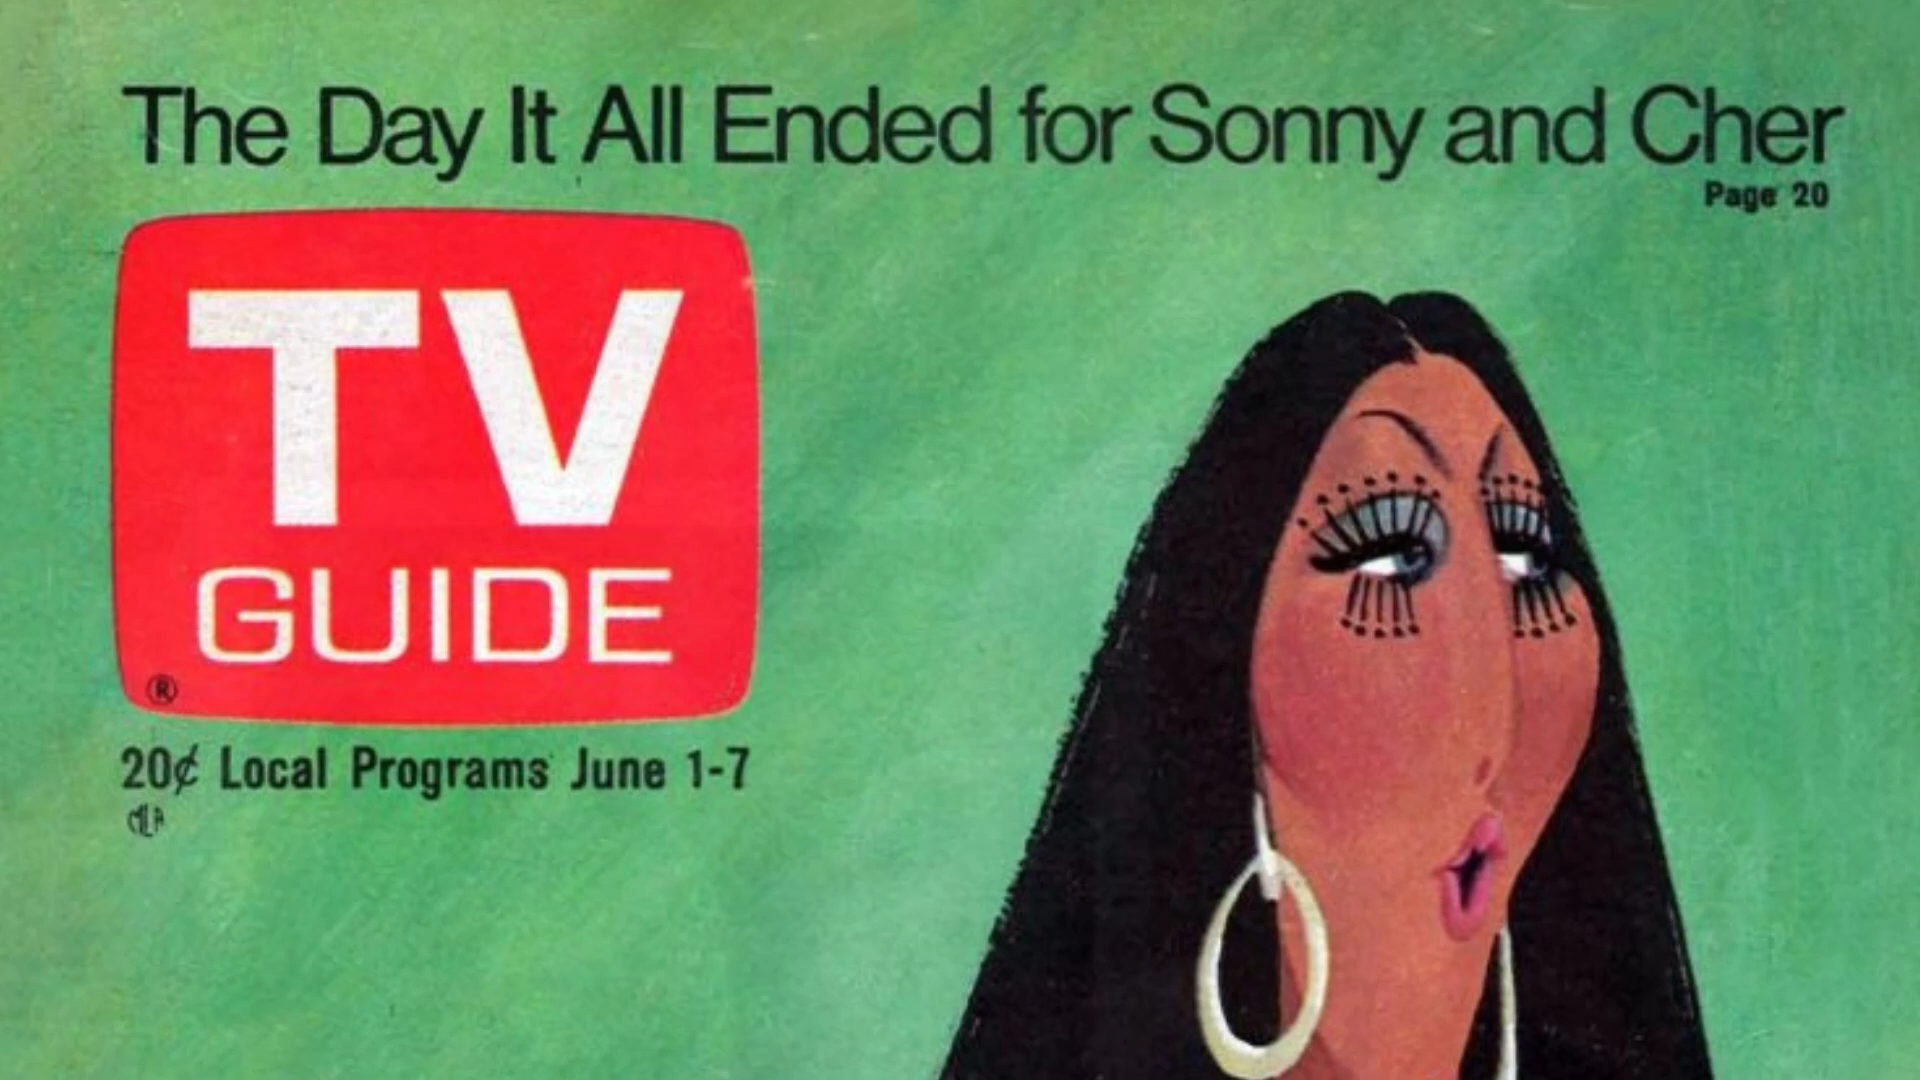 The Day It All Ended for Sonny and Cher
Page 20
TV
GUIDE
®
20¢ Local Programs June 1-7
MLA